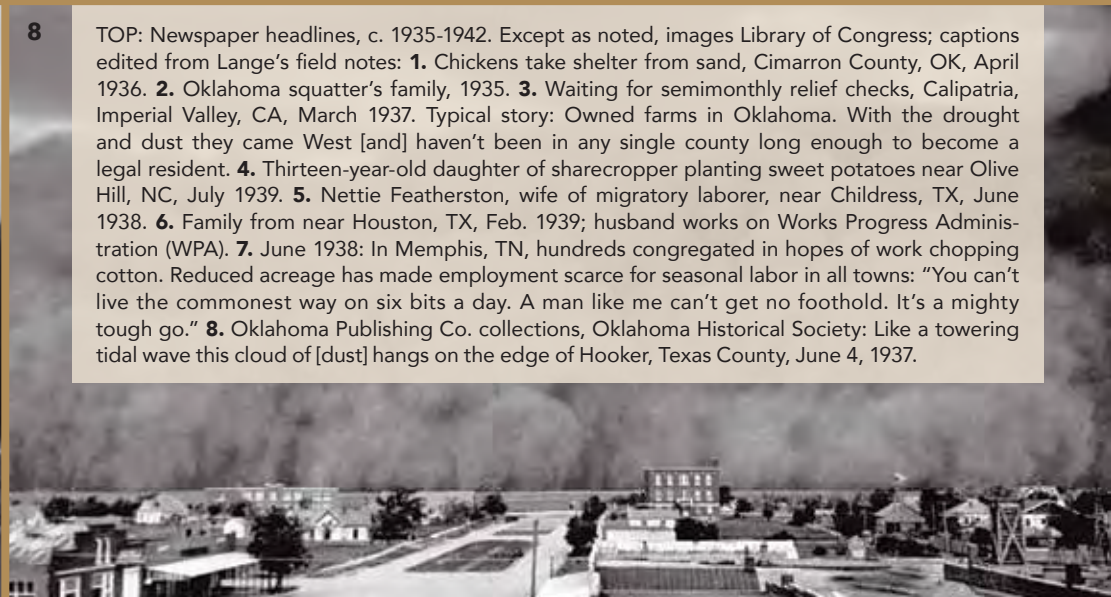 8
TOP: Newspaper headlines, c. 1935-1942. Except as noted, images Library of Congress; captions
edited from Lange’s field notes: 1. Chickens take shelter from sand, Cimarron County, OK, April
1936. 2. Oklahoma squatter’s family, 1935. 3. Waiting for semimonthly relief checks, Calipatria,
Imperial Valley, CA, March 1937. Typical story: Owned farms in Oklahoma. With the drought
and dust they came West [and] haven’t been in any single county long enough to become a
legal resident. 4. Thirteen-year-old daughter of sharecropper planting sweet potatoes near Olive
Hill, NC, July 1939. 5. Nettie Featherston, wife of migratory laborer, near Childress, TX, June
1938. 6. Family from near Houston, TX, Feb. 1939; husband works on Works Progress Adminis-
tration (WPA). 7. June 1938: In Memphis, TN, hundreds congregated in hopes of work chopping
cotton. Reduced acreage has made employment scarce for seasonal labor in all towns: “You can’t
live the commonest way on six bits a day. A man like me can’t get no foothold. It’s a mighty
tough go.” 8. Oklahoma Publishing Co. collections, Oklahoma Historical Society: Like a towering
tidal wave this cloud of [dust] hangs on the edge of Hooker, Texas County, June 4, 1937.